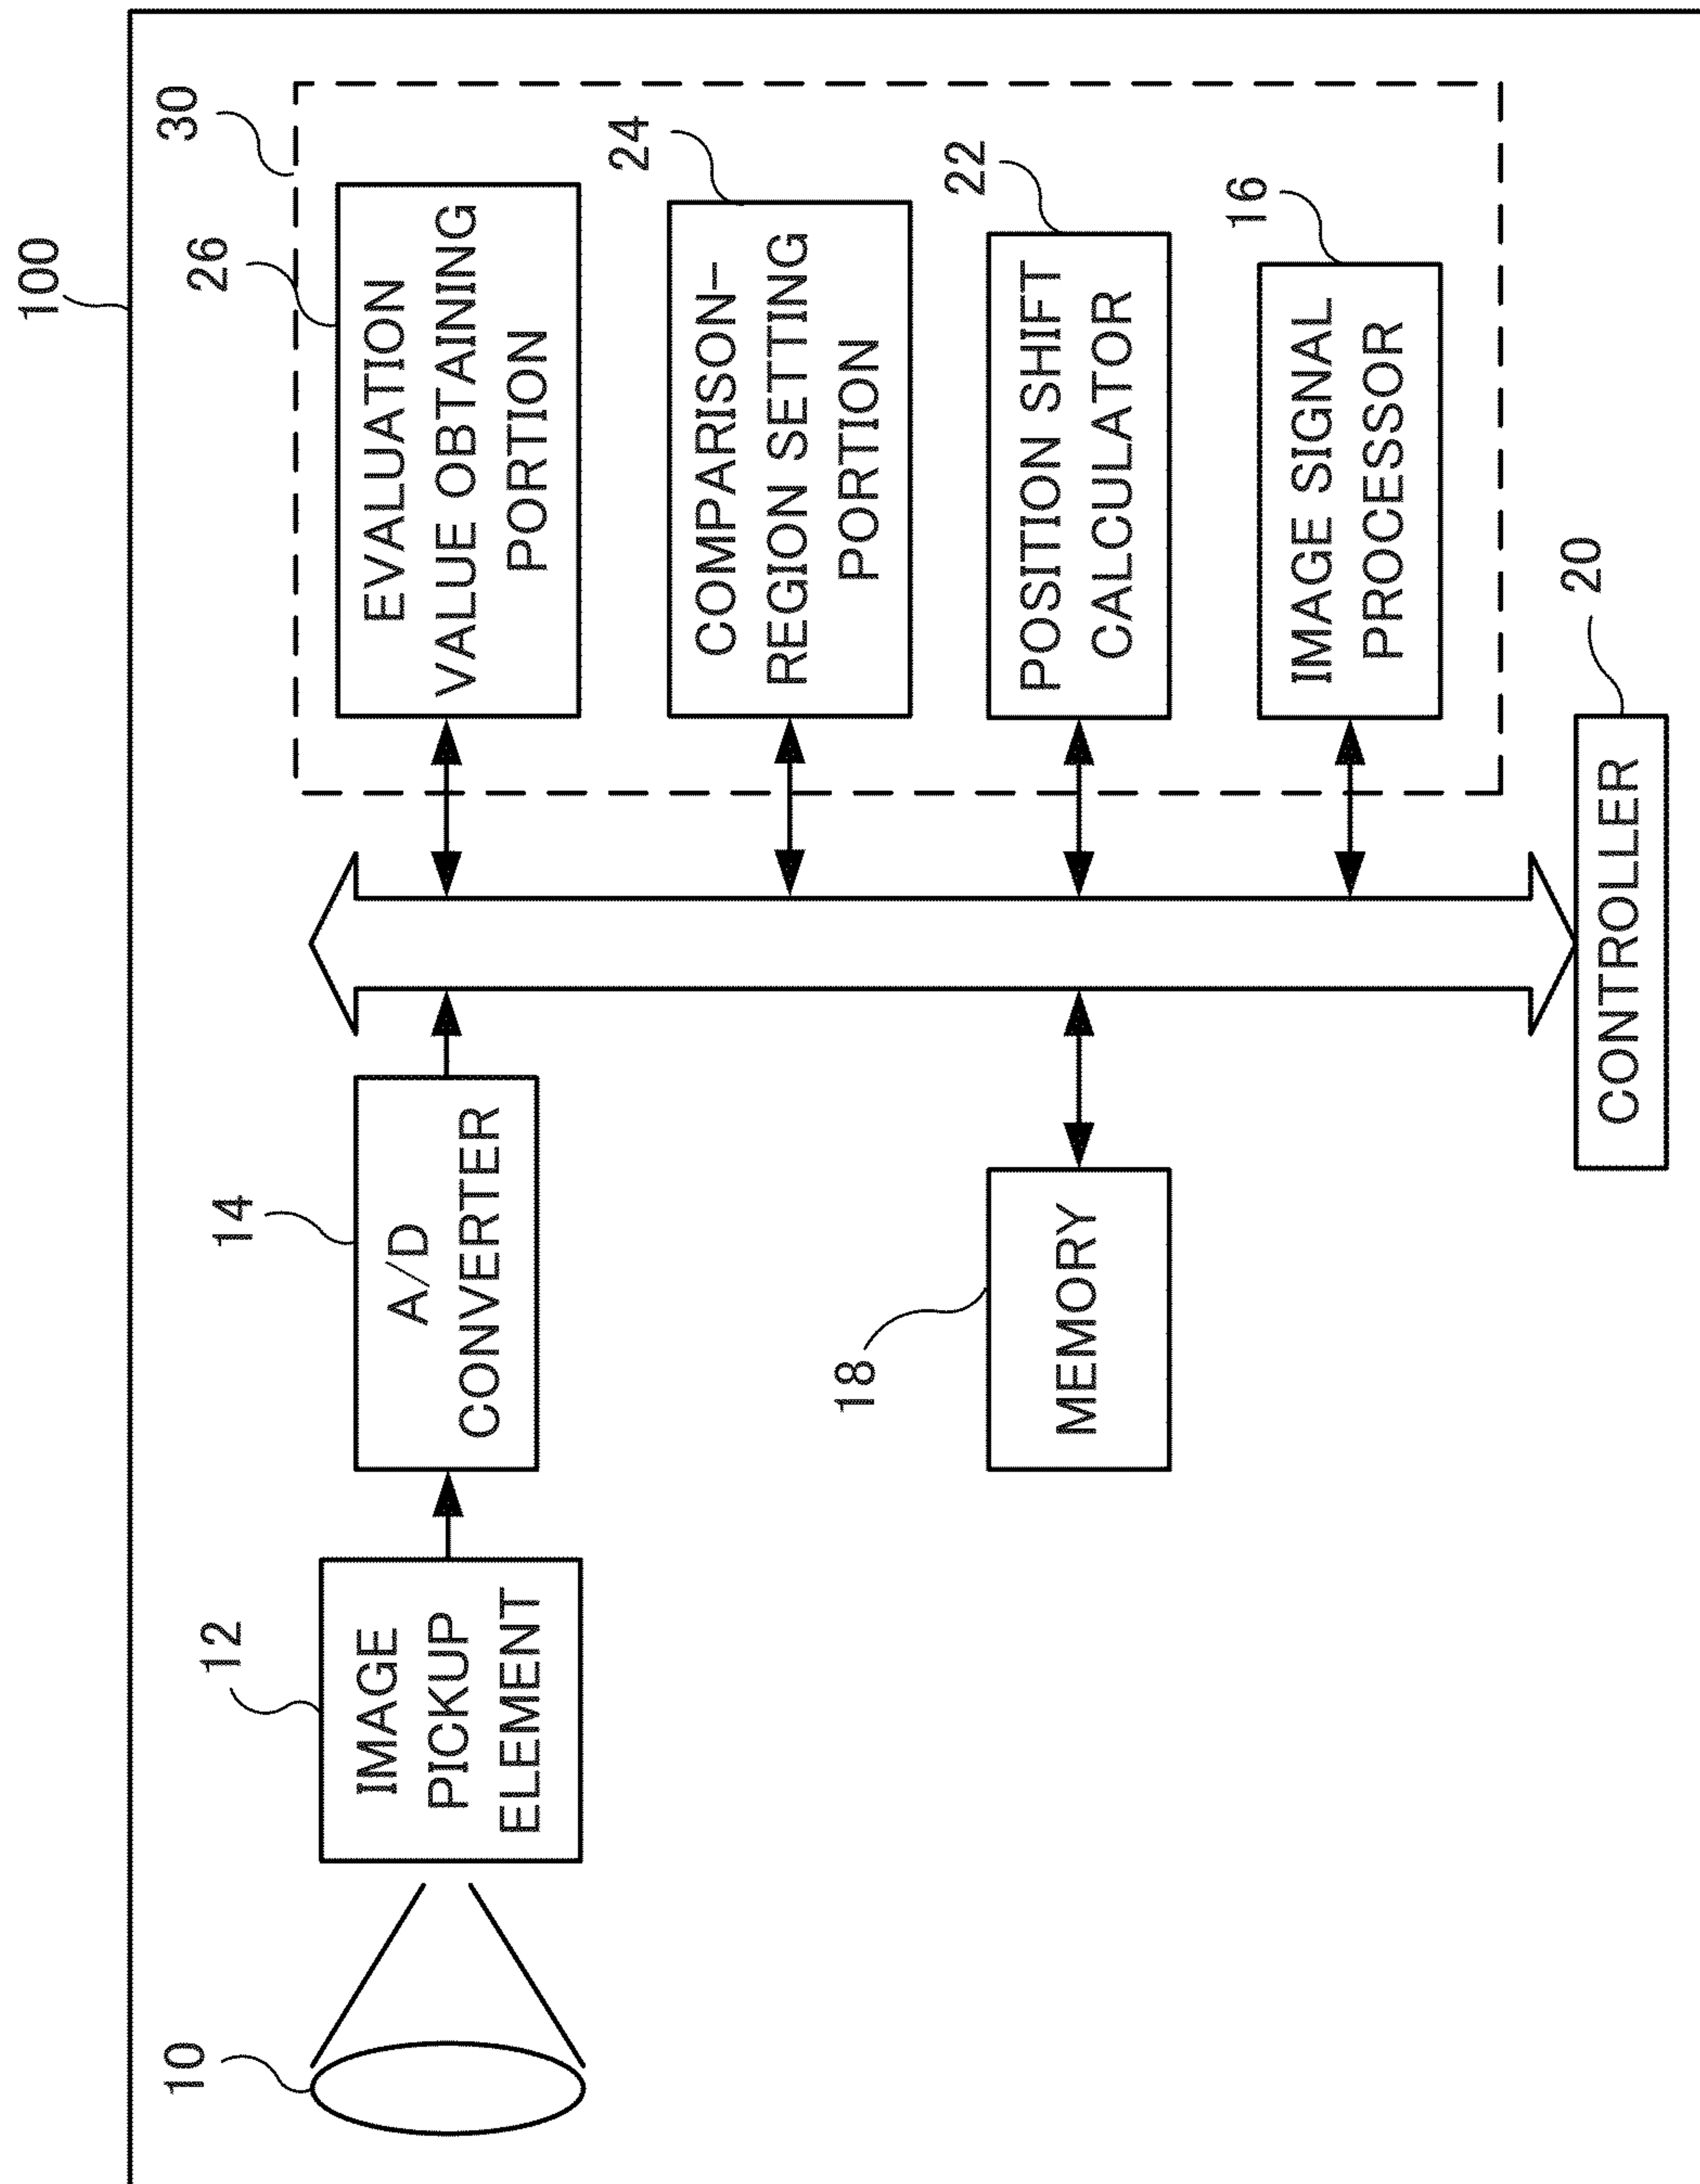 100
30
10
12
IMAGE
PICKUP
ELEMENT
14
A/D
CONVERTER
26
EVALUATION
VALUE OBTAINING
PORTION
24
COMPARISON-
REGION SETTING
PORTION
18
MEMORY
22
POSITION SHIFT
CALCULATOR
16
IMAGE SIGNAL
PROCESSOR
20
CONTROLLER